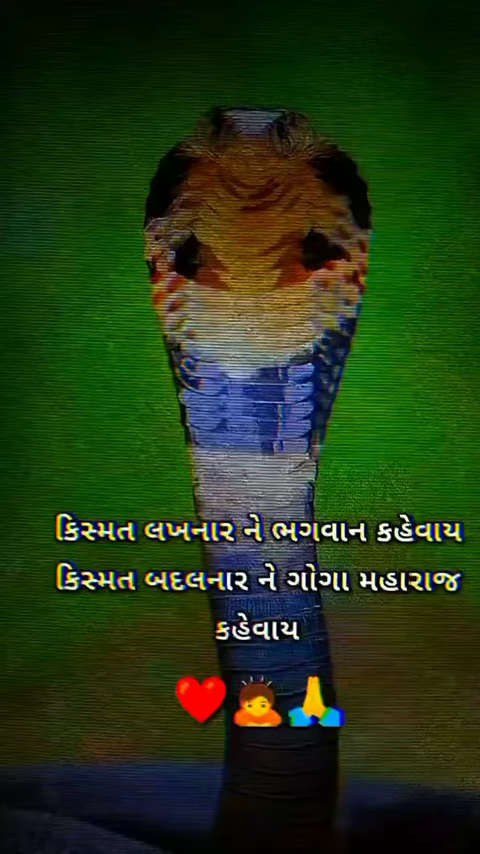 કિસ્મત લખનાર ને ભગવાન કહેવાય
કિસ્મત બદલનાર ને ગોગા મહારાજ
કહેવાય
❤️🙇🙏